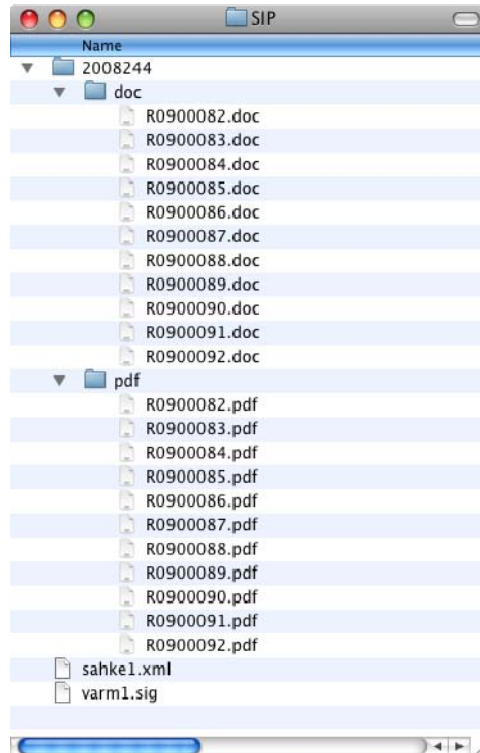 SIP
Name
2008244
doc
R0900082.doc
R0900083.doc
R0900084.doc
R0900085.doc
R0900086.doc
R0900087.doc
R0900088.doc
R0900089.doc
R0900090.doc
R0900091.doc
R0900092.doc
pdf
R0900082.pdf
R0900083.pdf
R0900084.pdf
R0900085.pdf
R0900086.pdf
R0900087.pdf
R0900088.pdf
R0900089.pdf
R0900090.pdf
R0900091.pdf
R0900092.pdf
sahke1.xml
varm1.sig